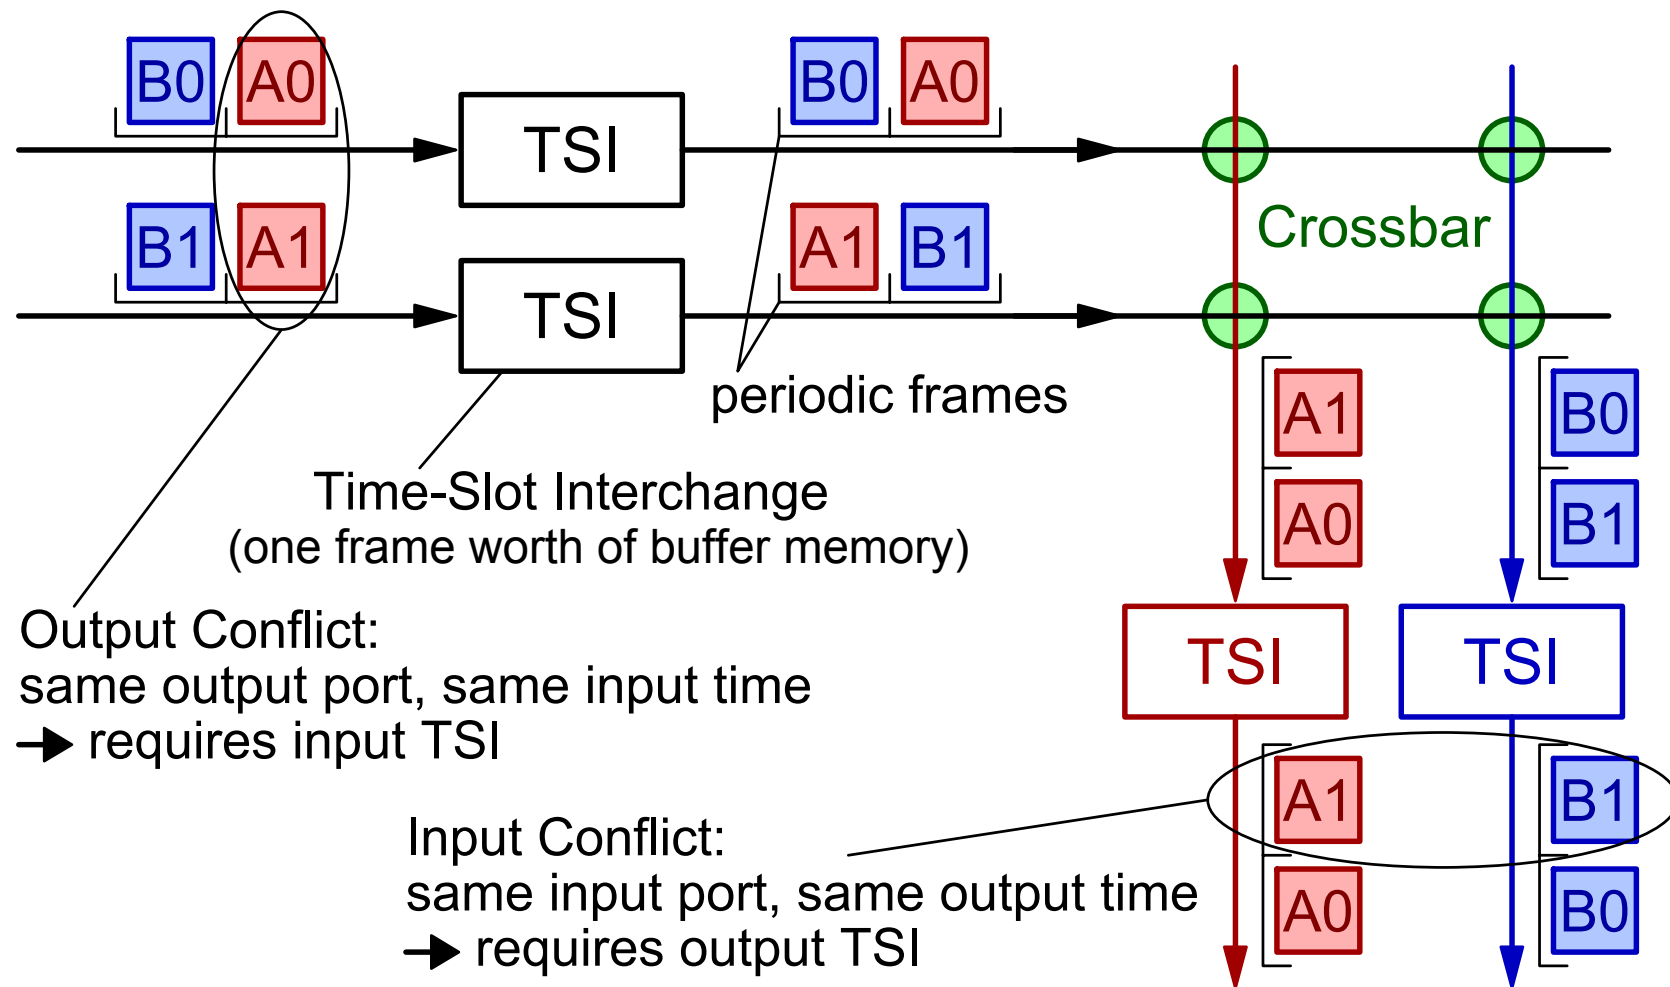 B0 A0
TSI
B0 A0
B1 A1
TSI
A1 B1
Crossbar
periodic frames
Time-Slot Interchange
(one frame worth of buffer memory)
A1
B0
A0
B1
Output Conflict:
same output port, same input time
→ requires input TSI
TSI
TSI
Input Conflict:
same input port, same output time
→ requires output TSI
A1
B1
A0
B0